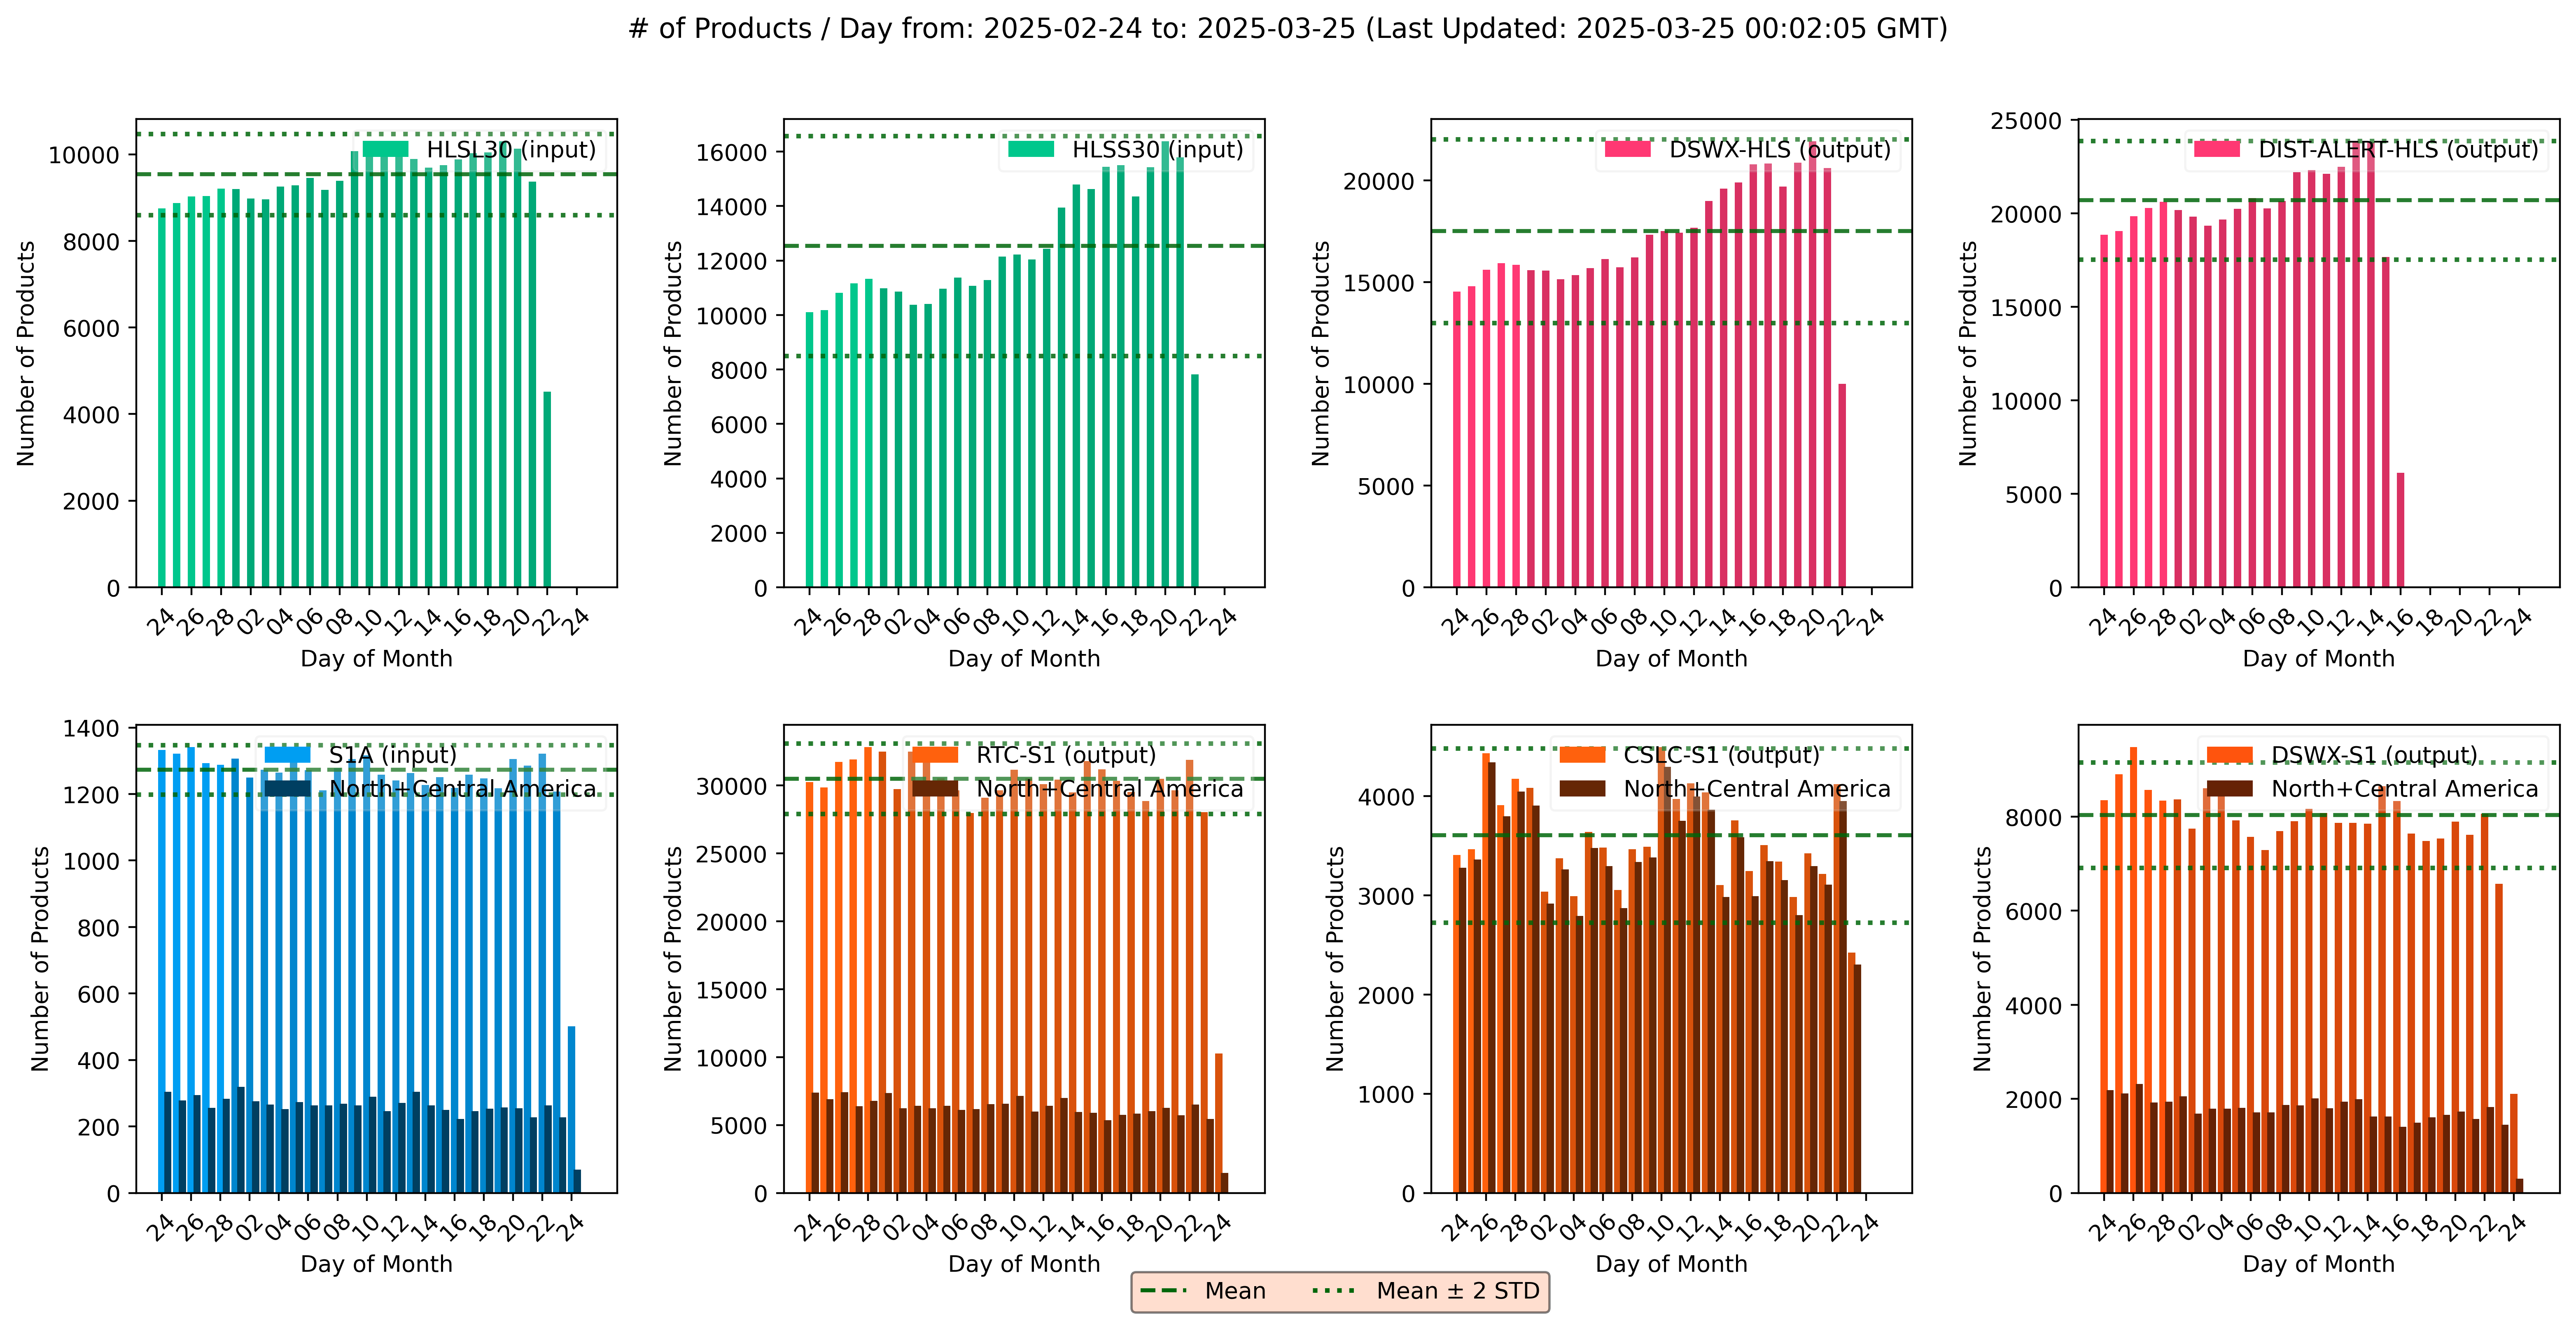 # of Products / Day from: 2025-02-24 to: 2025-03-25 (Last Updated: 2025-03-25 00:02:05 GMT)
HLSL30 (input)
Number of Products
10000
8000
6000
4000
2000
0
24 26 28 02 04 06 08 10 12 14 16 18 20 22 24
Day of Month
HLSS30 (input)
Number of Products
16000
14000
12000
10000
8000
6000
4000
2000
0
24 26 28 02 04 06 08 10 12 14 16 18 20 22 24
Day of Month
DSWX-HLS (output)
Number of Products
20000
15000
10000
5000
0
24 26 28 02 04 06 08 10 12 14 16 18 20 22 24
Day of Month
DIST-ALERT-HLS (output)
Number of Products
25000
20000
15000
10000
5000
0
24 26 28 02 04 06 08 10 12 14 16 18 20 22 24
Day of Month
S1A (input)
North+Central America
Number of Products
1400
1200
1000
800
600
400
200
0
24 26 28 02 04 06 08 10 12 14 16 18 20 22 24
Day of Month
RTC-S1 (output)
North+Central America
Number of Products
30000
25000
20000
15000
10000
5000
0
24 26 28 02 04 06 08 10 12 14 16 18 20 22 24
Day of Month
CSLC-S1 (output)
North+Central America
Number of Products
4000
3000
2000
1000
0
24 26 28 02 04 06 08 10 12 14 16 18 20 22 24
Day of Month
DSWX-S1 (output)
North+Central America
Number of Products
8000
6000
4000
2000
0
24 26 28 02 04 06 08 10 12 14 16 18 20 22 24
Day of Month
Mean
Mean ± 2 STD